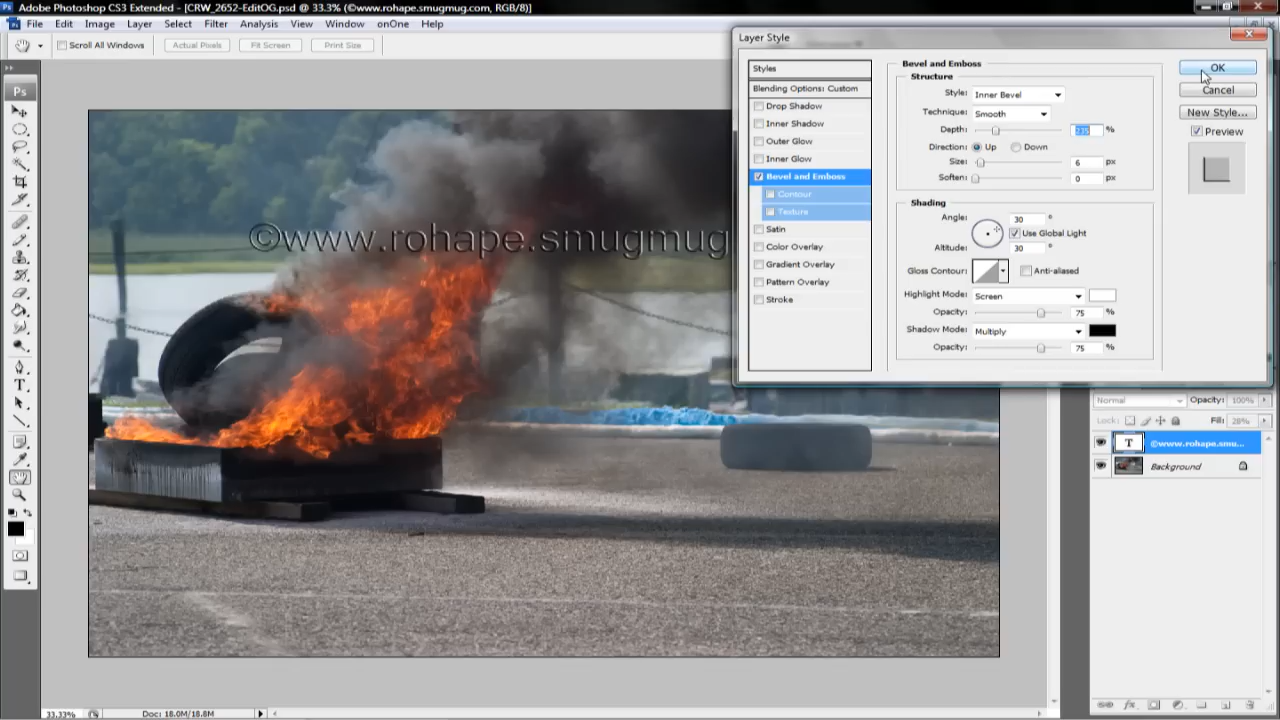 Adobe Photoshop CS3 Extended - [CRW_2652-EditOG.psd @ 33.3% (©www.rohape.smugmug.com, RGB/8)]
File Edit Image Layer Select Filter Analysis View Window onOne Help
Scroll All Windows Actual Pixels Fit Screen Print Size
Ps
T
©www.rohape.smugmug
Layer Style
Styles
Blending Options: Custom
Drop Shadow
Inner Shadow
Outer Glow
Inner Glow
Bevel and Emboss
Contour
Texture
Satin
Color Overlay
Gradient Overlay
Pattern Overlay
Stroke
Bevel and Emboss
Structure
Style: Inner Bevel
Technique: Smooth
Depth: 235 %
Direction: Up Down
Size: 6 px
Soften: 0 px
Shading
Angle: 30 °
Use Global Light
Altitude: 30 °
Gloss Contour: Anti-aliased
Highlight Mode: Screen
Opacity: 75 %
Shadow Mode: Multiply
Opacity: 75 %
OK
Cancel
New Style...
Preview
Normal Opacity: 100%
Lock: Fill: 28%
T ©www.rohape.smu...
Background
33.33% Doc: 18.0M/18.8M